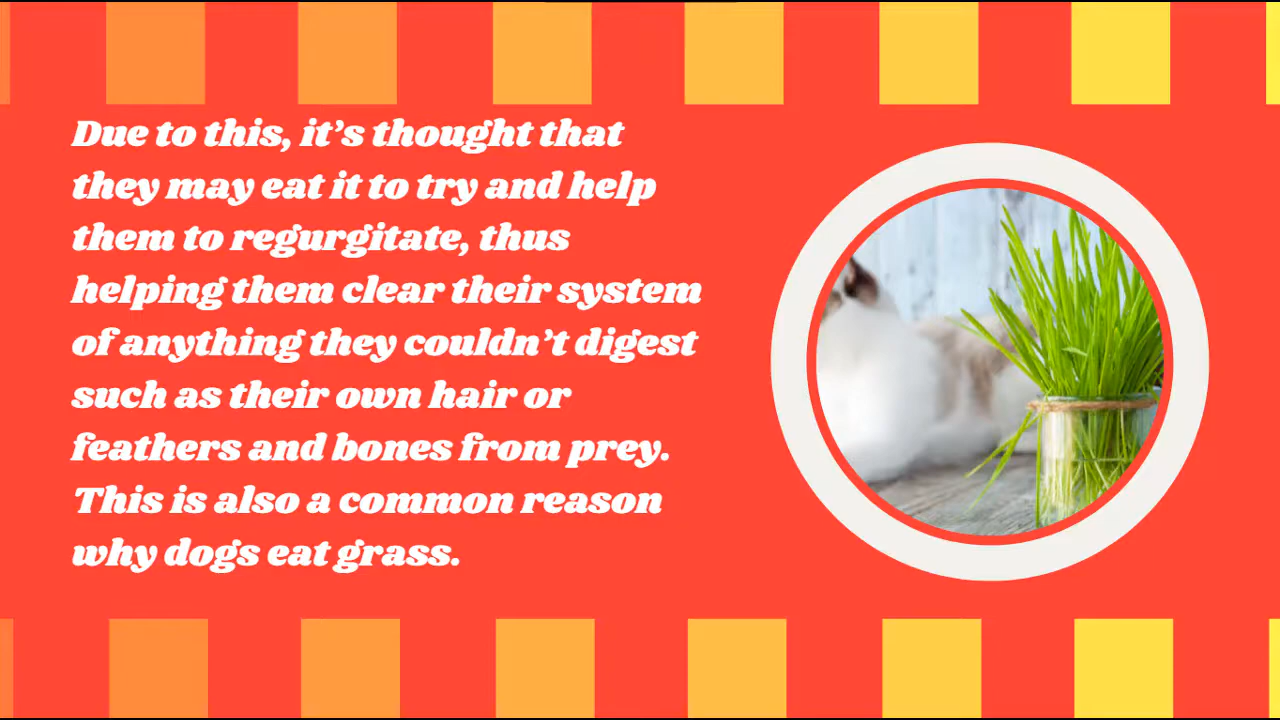 Due to this, it's thought that
they may eat it to try and help
them to regurgitate, thus
helping them clear their system
of anything they couldn't digest
such as their own hair or
feathers and bones from prey.
This is also a common reason
why dogs eat grass.